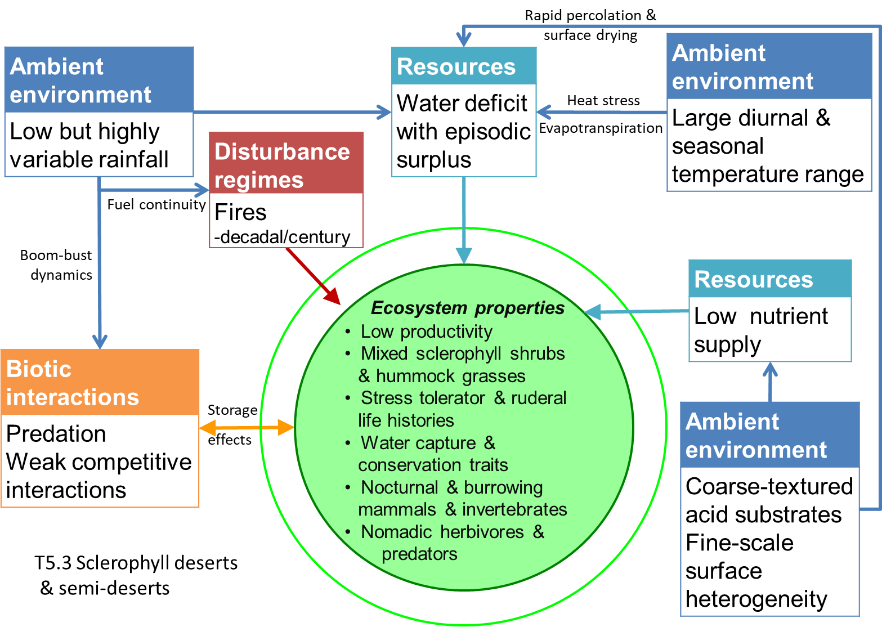 Rapid percolation &
surface drying
Ambient
environment
Low but highly
variable rainfall
Resources
Water deficit
with episodic
surplus
Heat stress
Evapotranspiration
Ambient
environment
Large diurnal &
seasonal
temperature range
Disturbance
regimes
Fires
-decadal/century
Fuel continuity
Boom-bust
dynamics
Resources
Low nutrient
supply
Ecosystem properties
• Low productivity
• Mixed sclerophyll shrubs
& hummock grasses
• Stress tolerator & ruderal
life histories
• Water capture &
conservation traits
• Nocturnal & burrowing
mammals & invertebrates
• Nomadic herbivores &
predators
Biotic
interactions
Predation
Weak competitive
interactions
Storage
effects
Ambient
environment
Coarse-textured
acid substrates
Fine-scale
surface
heterogeneity
T5.3 Sclerophyll deserts
& semi-deserts